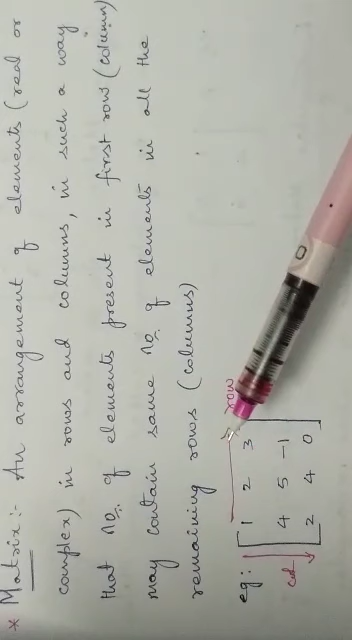 * Matrix :- An arrangement of elements (real or
complex) in rows and columns, in such a way
that no. of elements present in first row (column)
may contain same no. of elements in all the
remaining rows (columns)
row
eg: [ 1 2 3
4 5 -1
2 4 0 ]
col